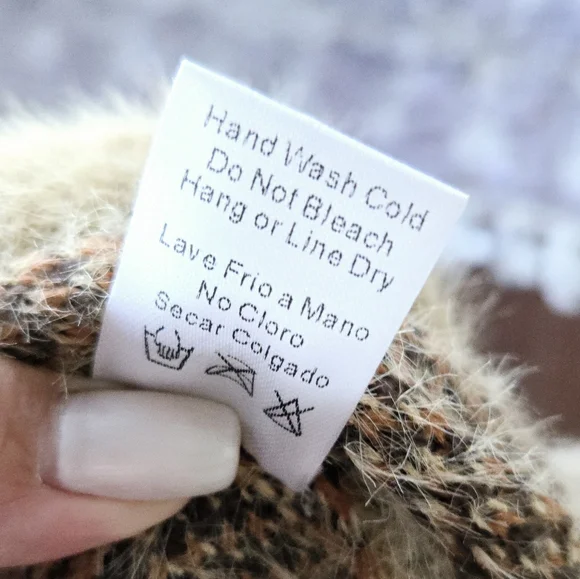 Hand Wash Cold
Do Not Bleach
Hang or Line Dry
Lave Frio a Mano
No Cloro
Secar Colgado